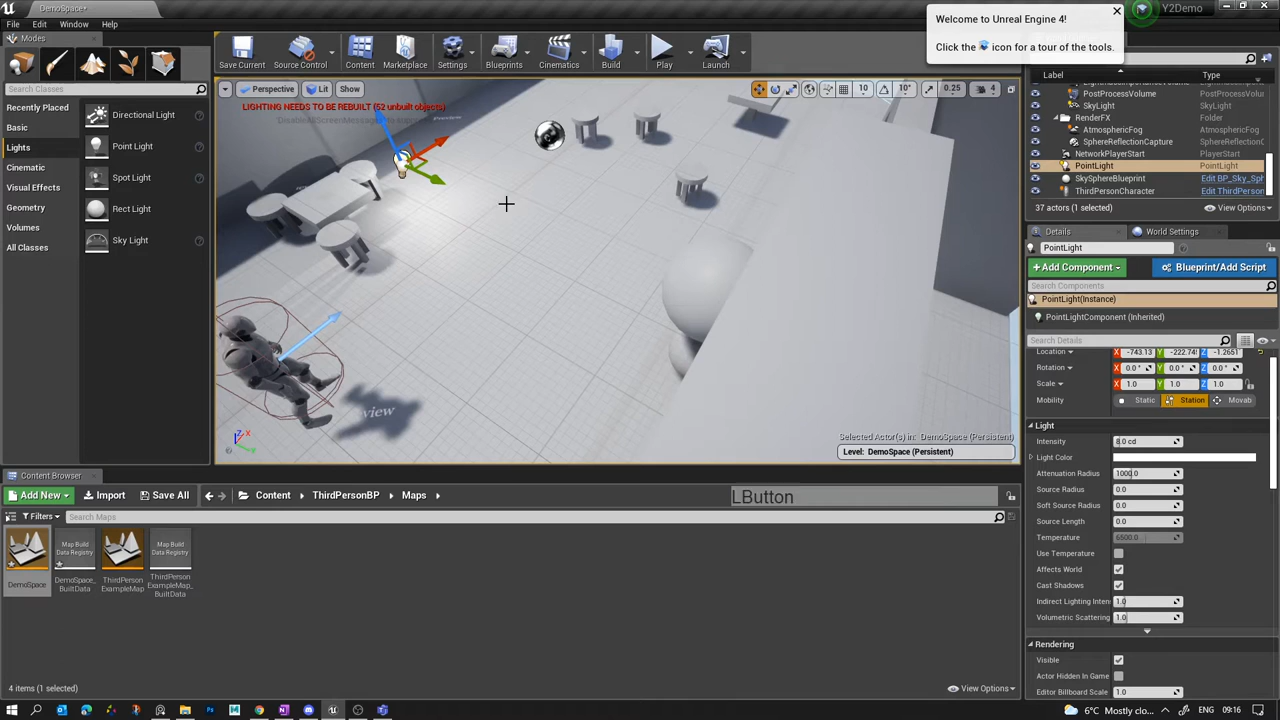 DemoSpace*
Y2Demo
File
Edit
Window
Help
Welcome to Unreal Engine 4!
Click the icon for a tour of the tools.
Modes
Search Classes
Recently Placed
Basic
Lights
Cinematic
Visual Effects
Geometry
Volumes
All Classes
Directional Light
Point Light
Spot Light
Rect Light
Sky Light
Save Current
Source Control
Content
Marketplace
Settings
Blueprints
Cinematics
Build
Play
Launch
Perspective
Lit
Show
10
10°
0.25
4
LIGHTING NEEDS TO BE REBUILT (52 unbuilt objects)
'DisableAllScreenMessages'
Selected Actor(s) in: DemoSpace (Persistent)
Level: DemoSpace (Persistent)
Label
Type
PostProcessVolume
PostProcessVolume
SkyLight
SkyLight
RenderFX
Folder
AtmosphericFog
AtmosphericFog
SphereReflectionCapture
SphereReflectionC
NetworkPlayerStart
PlayerStart
PointLight
PointLight
SkySphereBlueprint
Edit BP_Sky_Sph
ThirdPersonCharacter
Edit ThirdPerson
37 actors (1 selected)
View Options
Details
World Settings
PointLight
+Add Component
Blueprint/Add Script
Search Components
PointLight(Instance)
PointLightComponent (Inherited)
Search Details
Location
X -743.13
Y -222.74
Z -1.2651
Rotation
X 0.0 °
Y 0.0 °
Z 0.0 °
Scale
X 1.0
Y 1.0
Z 1.0
Mobility
Static
Station
Movab
Light
Intensity
8.0 cd
Light Color
Attenuation Radius
1000.0
Source Radius
0.0
Soft Source Radius
0.0
Source Length
0.0
Temperature
6500.0
Use Temperature
Affects World
Cast Shadows
Indirect Lighting Inten
1.0
Volumetric Scattering
1.0
Rendering
Visible
Actor Hidden In Game
Editor Billboard Scale
1.0
Content Browser
Add New
Import
Save All
Content
ThirdPersonBP
Maps
LButton
Filters
Search Maps
DemoSpace
Map Build Data Registry
DemoSpace_BuiltData
ThirdPerson ExampleMap
Map Build Data Registry
ThirdPerson ExampleMap_BuiltData
4 items (1 selected)
View Options
6°C Mostly clo...
ENG
09:16